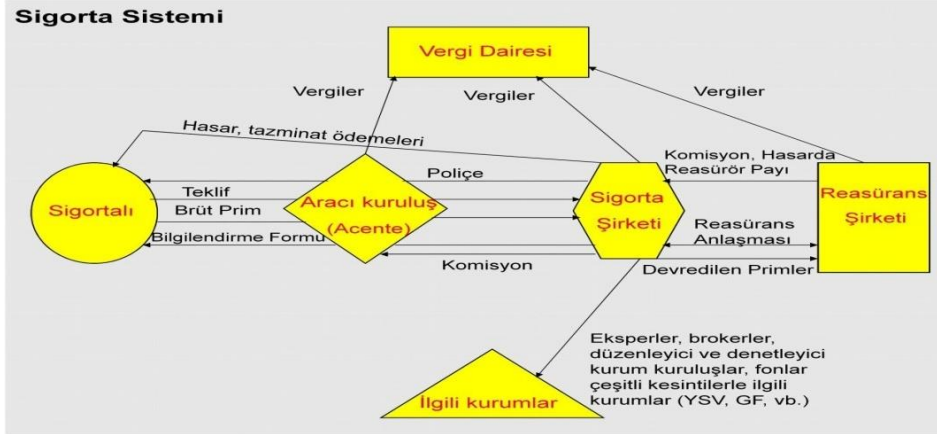 Sigorta Sistemi
Vergi Dairesi
Vergiler
Vergiler
Vergiler
Hasar, tazminat ödemeleri
Poliçe
Komisyon, Hasarda
Reasürör Payı
Teklif
Brüt Prim
Bilgilendirme Formu
Sigortalı
Aracı kuruluş
(Acente)
Sigorta
Şirketi
Reasürans
Şirketi
Reasürans
Anlaşması
Komisyon
Devredilen Primler
Eksperler, brokerler,
düzenleyici ve denetleyici
kurum kuruluşlar, fonlar
çeşitli kesintilerle ilgili
kurumlar (YSV, GF, vb.)
İlgili kurumlar